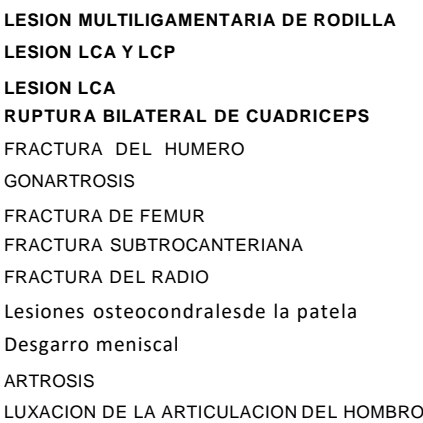 LESION MULTILIGAMENTARIA DE RODILLA
LESION LCA Y LCP
LESION LCA
RUPTURA BILATERAL DE CUADRICEPS
FRACTURA DEL HUMERO
GONARTROSIS
FRACTURA DE FEMUR
FRACTURA SUBTROCANTERIANA
FRACTURA DEL RADIO
Lesiones osteocondralesde la patela
Desgarro meniscal
ARTROSIS
LUXACION DE LA ARTICULACION DEL HOMBRO